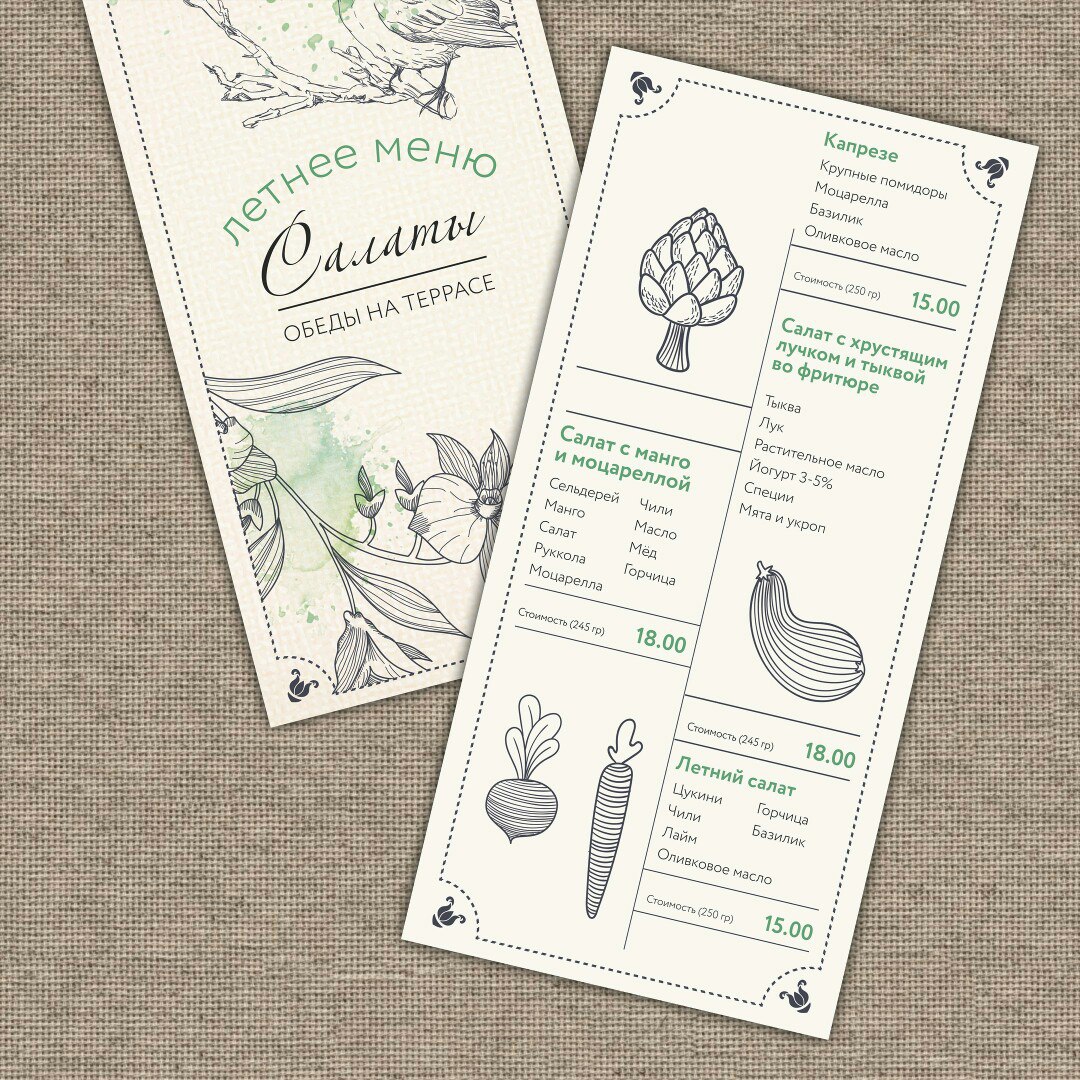 летнее меню
Салаты
ОБЕДЫ НА ТЕРРАСЕ
Капрезе
Крупные помидоры
Моцарелла
Базилик
Оливковое масло
Стоимость (250 гр) 15.00
Салат с хрустящим
лучком и тыквой
во фритюре
Тыква
Лук
Растительное масло
Йогурт 3-5%
Специи
Мята и укроп
Стоимость (245 гр) 18.00
Салат с манго
и моцареллой
Сельдерей Чили
Манго Масло
Салат Мёд
Руккола Горчица
Моцарелла
Стоимость (245 гр) 18.00
Летний салат
Цукини Горчица
Чили Базилик
Лайм
Оливковое масло
Стоимость (250 гр) 15.00